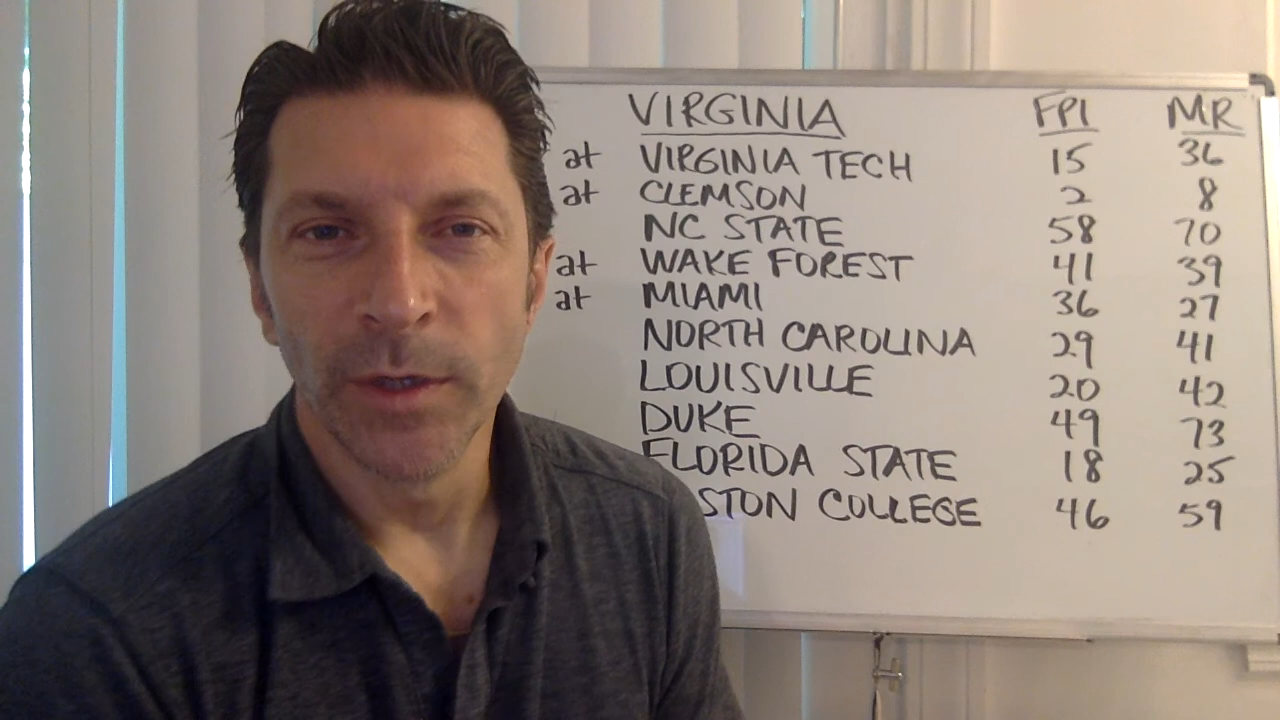 VIRGINIA FPI MR
at VIRGINIA TECH 15 36
at CLEMSON 2 8
NC STATE 58 70
at WAKE FOREST 41 39
at MIAMI 36 27
NORTH CAROLINA 29 41
LOUISVILLE 20 42
DUKE 49 73
FLORIDA STATE 18 25
STON COLLEGE 46 59